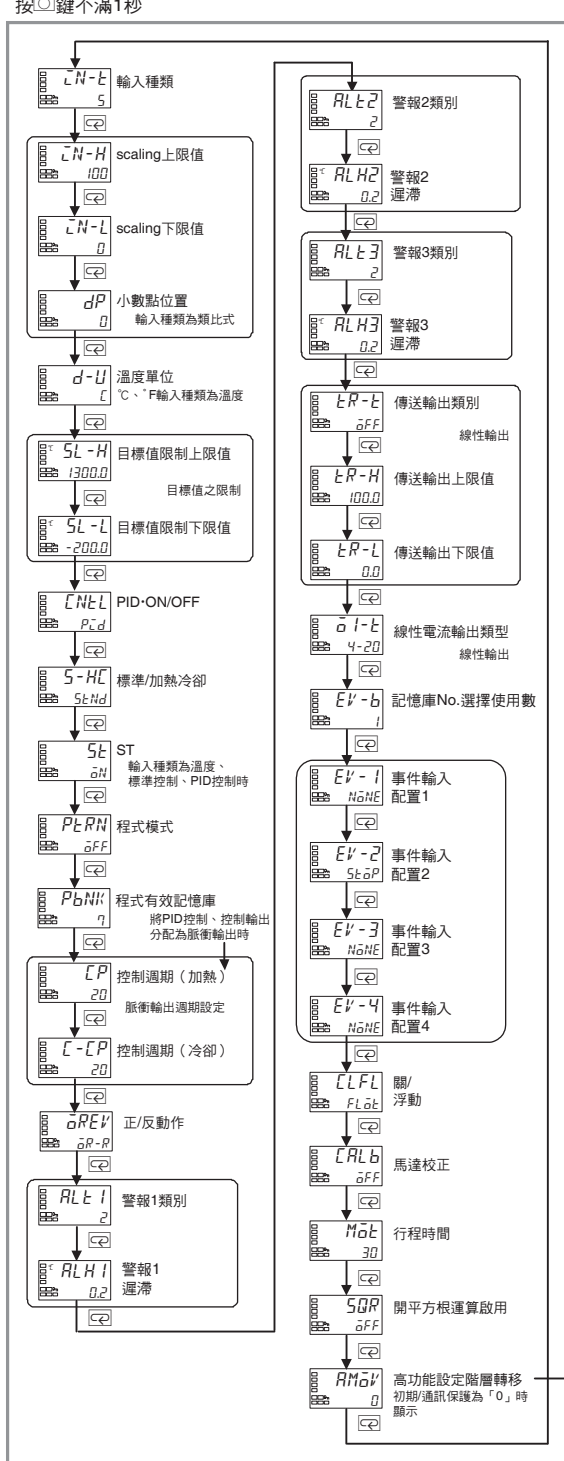 按鍵不滿1秒
iN-t
5
輸入種類
iN-H
100
scaling上限值
iN-L
0
scaling下限值
dP
0
小數點位置
輸入種類為類比式
d-U
C
溫度單位
℃、°F輸入種類為溫度
SL-H
1300.0
目標值限制上限值
目標值之限制
SL-L
-200.0
目標值限制下限值
CNtL
Pid
PID·ON/OFF
S-HC
StNd
標準/加熱冷卻
St
oN
ST
輸入種類為溫度、
標準控制、PID控制時
PtRN
oFF
程式模式
PbNK
7
程式有效記憶庫
將PID控制、控制輸出
分配為脈衝輸出時
CP
20
控制週期（加熱）
脈衝輸出週期設定
C-CP
20
控制週期（冷卻）
oREV
oR-R
正/反動作
ALt1
2
警報1類別
ALH1
0.2
警報1
遲滯
ALt2
2
警報2類別
ALH2
0.2
警報2
遲滯
ALt3
2
警報3類別
ALH3
0.2
警報3
遲滯
tR-t
oFF
傳送輸出類別
線性輸出
tR-H
100.0
傳送輸出上限值
tR-L
0.0
傳送輸出下限值
o1-t
4-20
線性電流輸出類型
線性輸出
EV-b
1
記憶庫No.選擇使用數
EV-1
NoNE
事件輸入
配置1
EV-2
StoP
事件輸入
配置2
EV-3
NoNE
事件輸入
配置3
EV-4
NoNE
事件輸入
配置4
CLFL
FLot
關/
浮動
CALb
oFF
馬達校正
Mot
30
行程時間
SQR
oFF
開平方根運算啟用
AMoV
0
高功能設定階層轉移
初期/通訊保護為「0」時
顯示